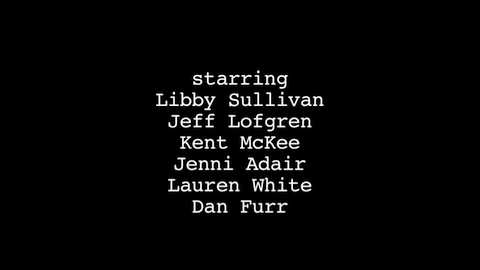 starring
Libby Sullivan
Jeff Lofgren
Kent McKee
Jenni Adair
Lauren White
Dan Furr